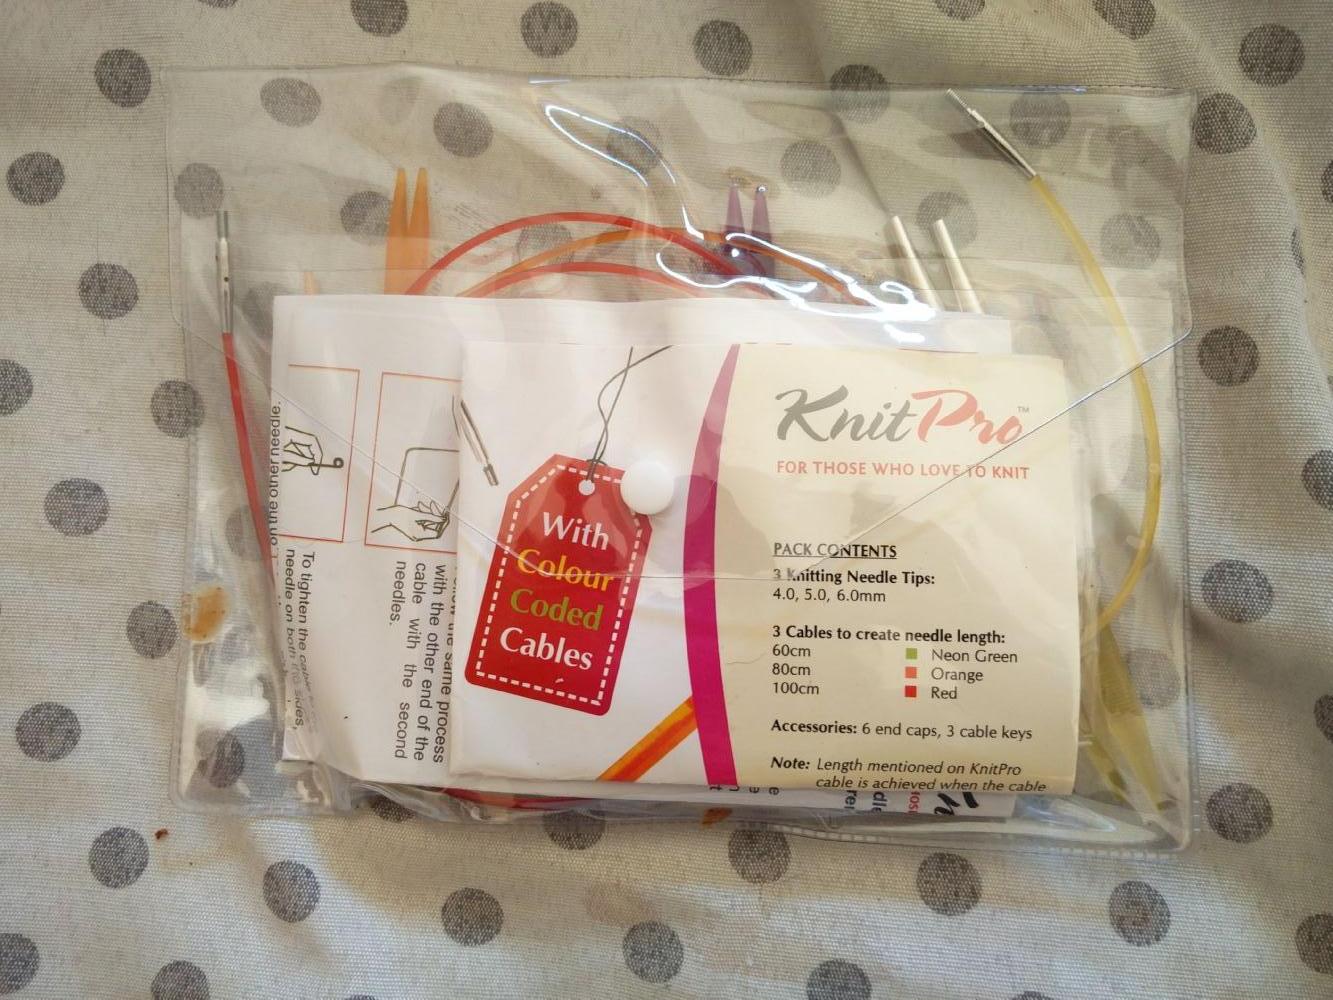 KnitPro™
FOR THOSE WHO LOVE TO KNIT
With
Colour
Coded
Cables
PACK CONTENTS
3 Knitting Needle Tips:
4.0, 5.0, 6.0mm
3 Cables to create needle length:
60cm Neon Green
80cm Orange
100cm Red
Accessories: 6 end caps, 3 cable keys
Note: Length mentioned on KnitPro
cable is achieved when the cable
on the other needle.
To tighten the cable
needle on both sides,
the same process
with the other end of the
cable with the second
needles.